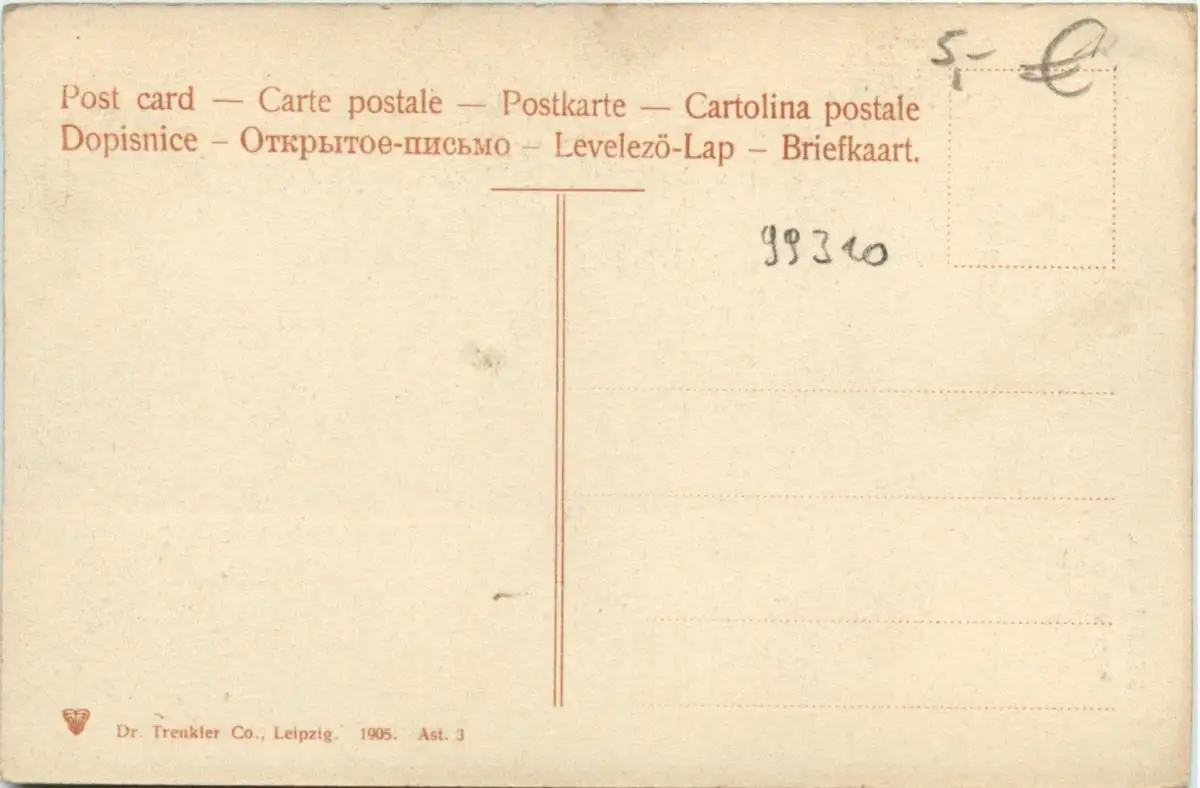 5,- €
Post card — Carte postale — Postkarte — Cartolina postale
Dopisnice – Открытое-письмо – Levelezö-Lap – Briefkaart.
99310
Dr. Trenkler Co., Leipzig. 1905. Ast. 3